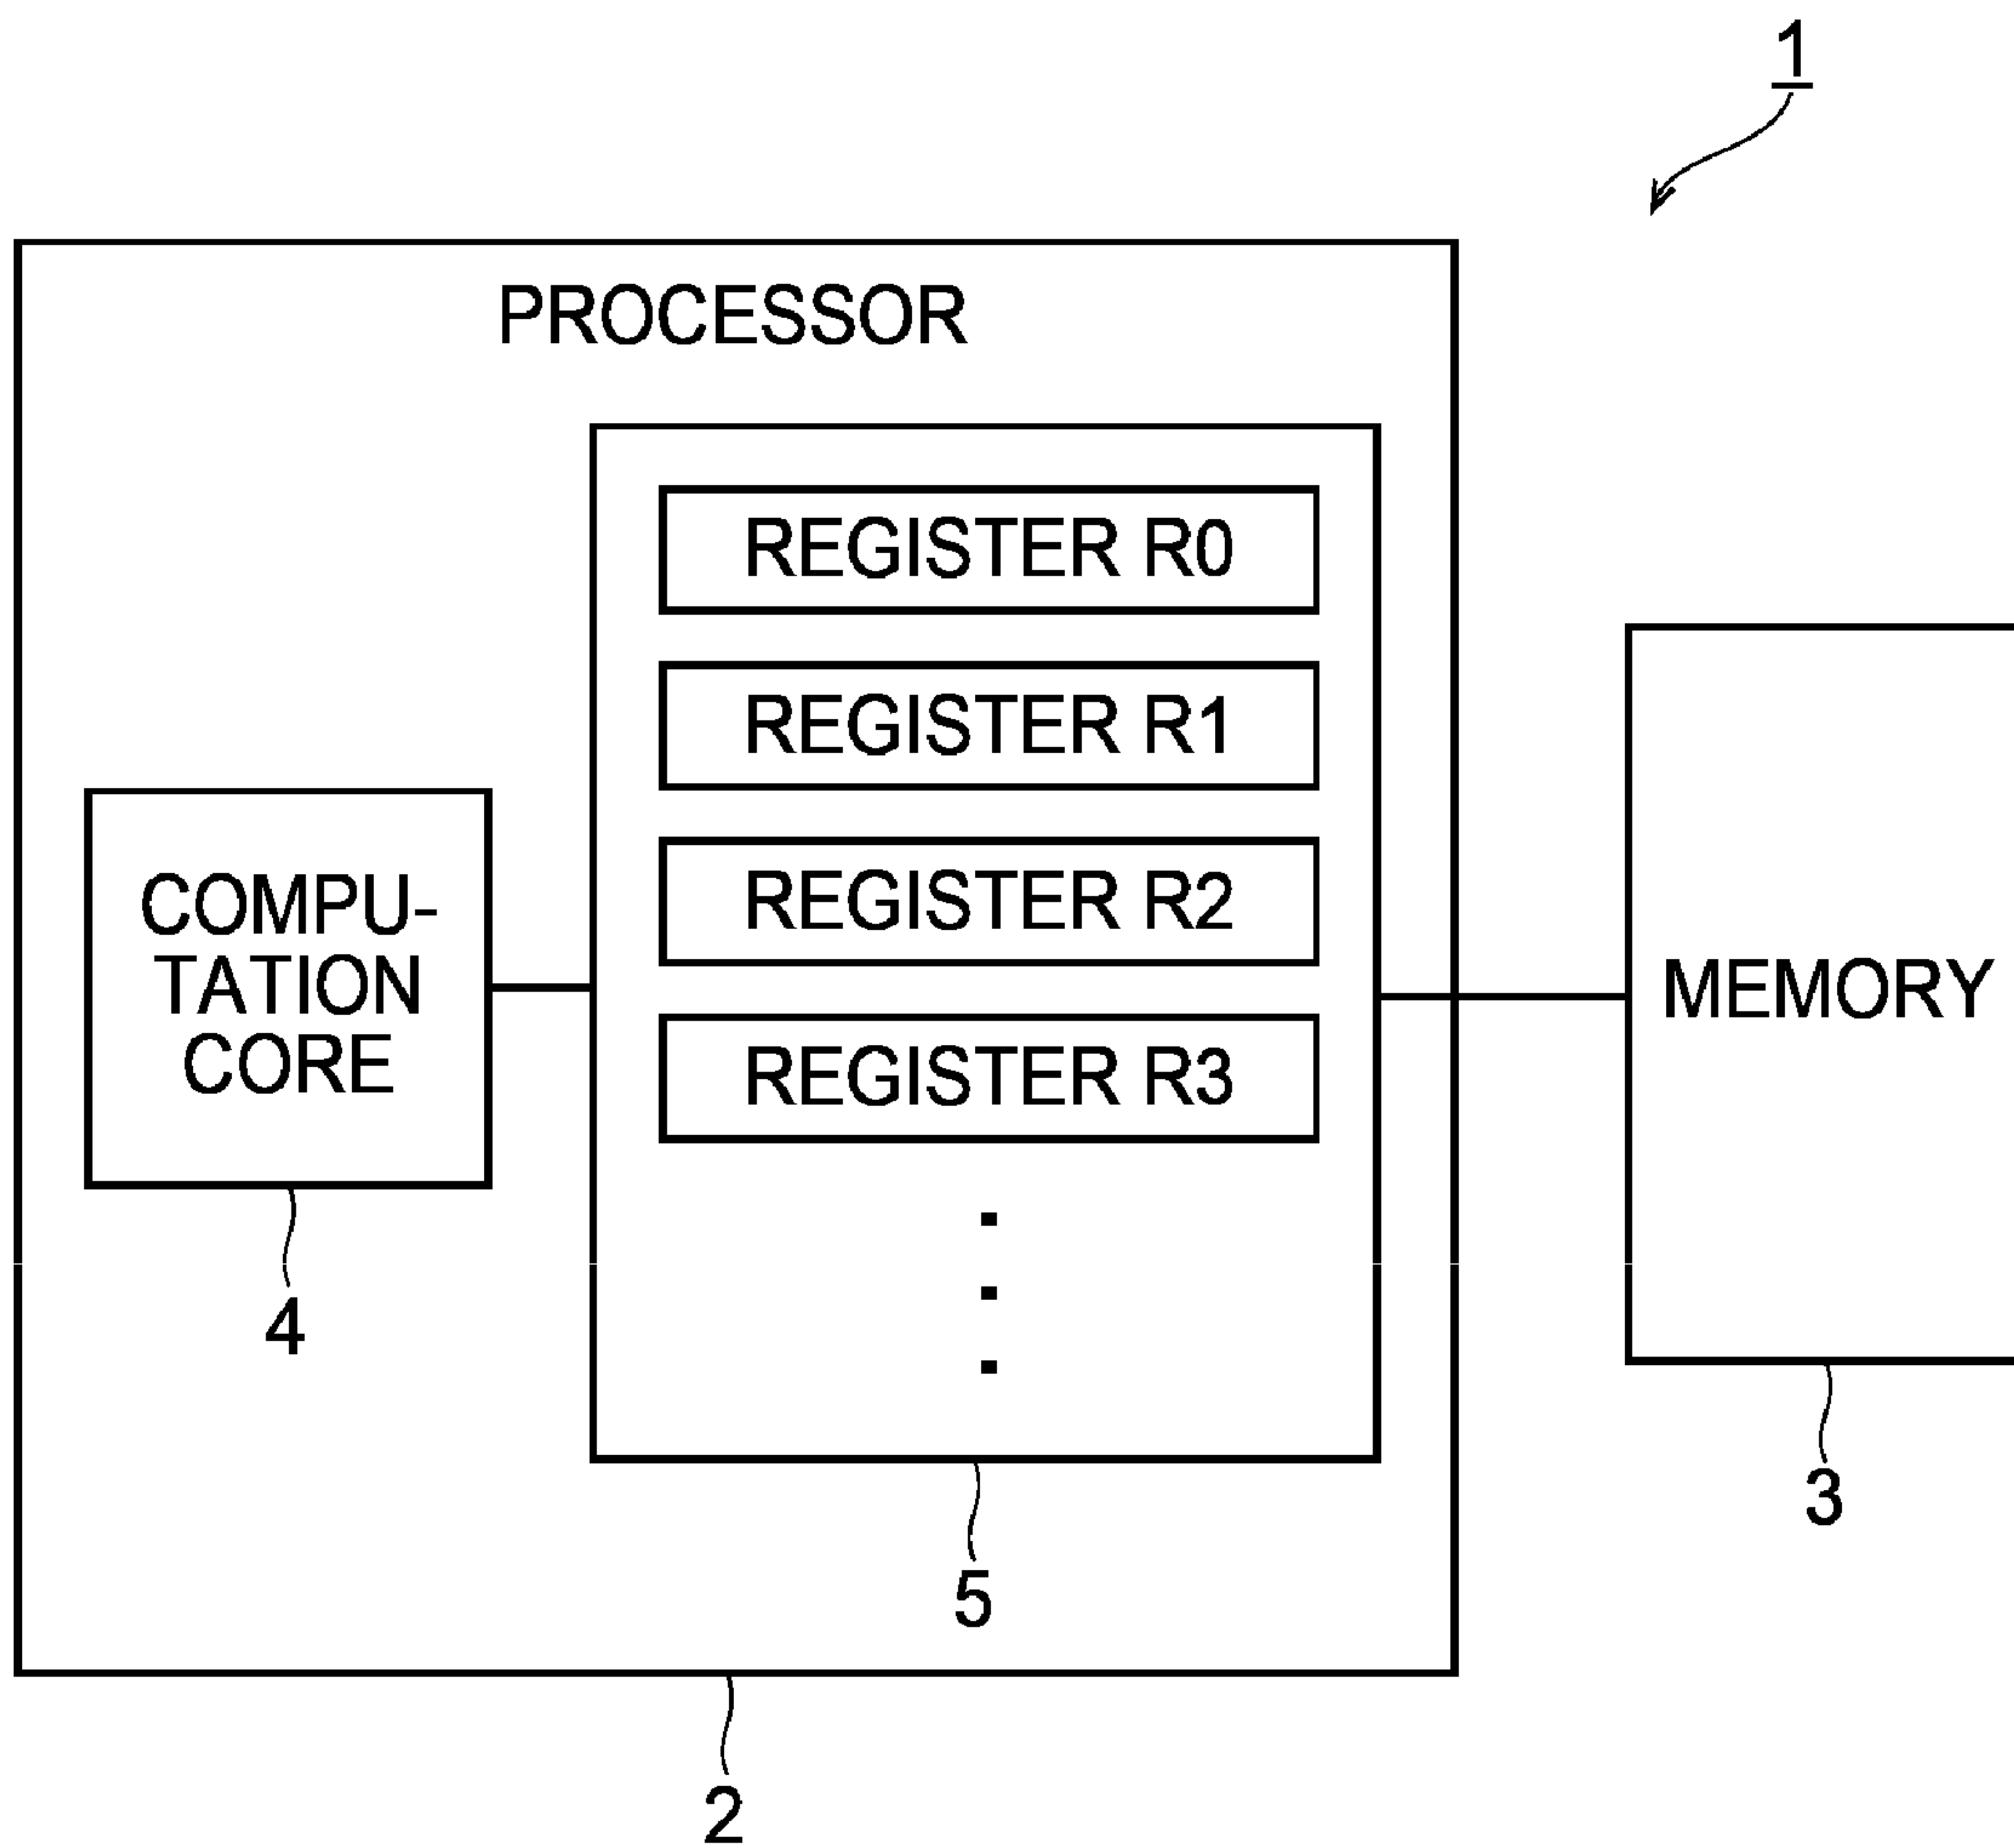 1
PROCESSOR
REGISTER R0
REGISTER R1
REGISTER R2
REGISTER R3
COMPU-
TATION
CORE
MEMORY
4
3
5
2